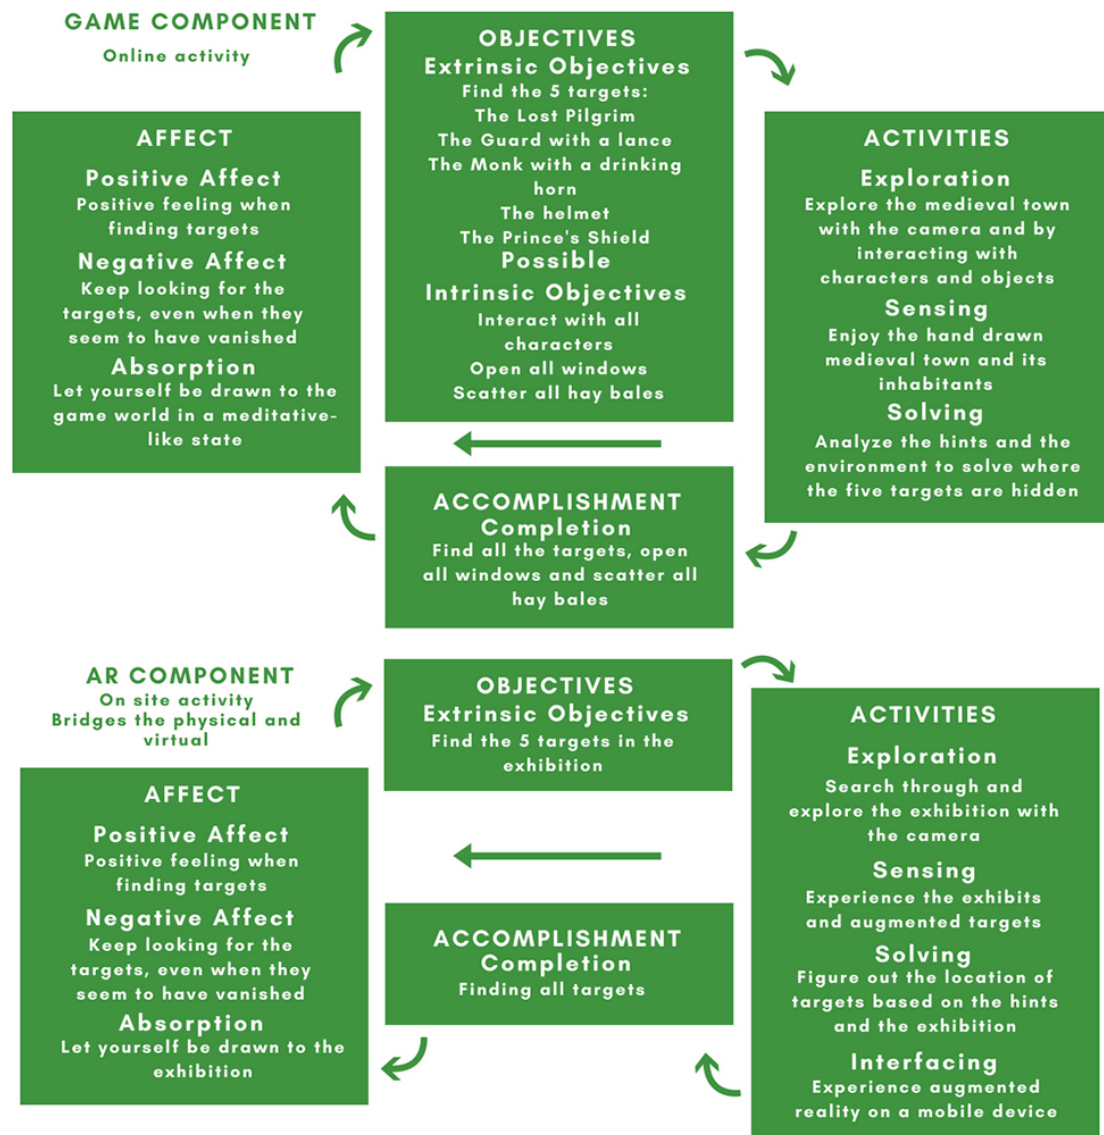 GAME COMPONENT
Online activity
OBJECTIVES
Extrinsic Objectives
Find the 5 targets:
The Lost Pilgrim
The Guard with a lance
The Monk with a drinking
horn
The helmet
The Prince's Shield
Possible
Intrinsic Objectives
Interact with all
characters
Open all windows
Scatter all hay bales
AFFECT
Positive Affect
Positive feeling when
finding targets
Negative Affect
Keep looking for the
targets, even when they
seem to have vanished
Absorption
Let yourself be drawn to the
game world in a meditative-
like state
ACTIVITIES
Exploration
Explore the medieval town
with the camera and by
interacting with
characters and objects
Sensing
Enjoy the hand drawn
medieval town and its
inhabitants
Solving
Analyze the hints and the
environment to solve where
the five targets are hidden
ACCOMPLISHMENT
Completion
Find all the targets, open
all windows and scatter all
hay bales
AR COMPONENT
On site activity
Bridges the physical and
virtual
OBJECTIVES
Extrinsic Objectives
Find the 5 targets in the
exhibition
AFFECT
Positive Affect
Positive feeling when
finding targets
Negative Affect
Keep looking for the
targets, even when they
seem to have vanished
Absorption
Let yourself be drawn to the
exhibition
ACTIVITIES
Exploration
Search through and
explore the exhibition with
the camera
Sensing
Experience the exhibits
and augmented targets
Solving
Figure out the location of
targets based on the hints
and the exhibition
Interfacing
Experience augmented
reality on a mobile device
ACCOMPLISHMENT
Completion
Finding all targets